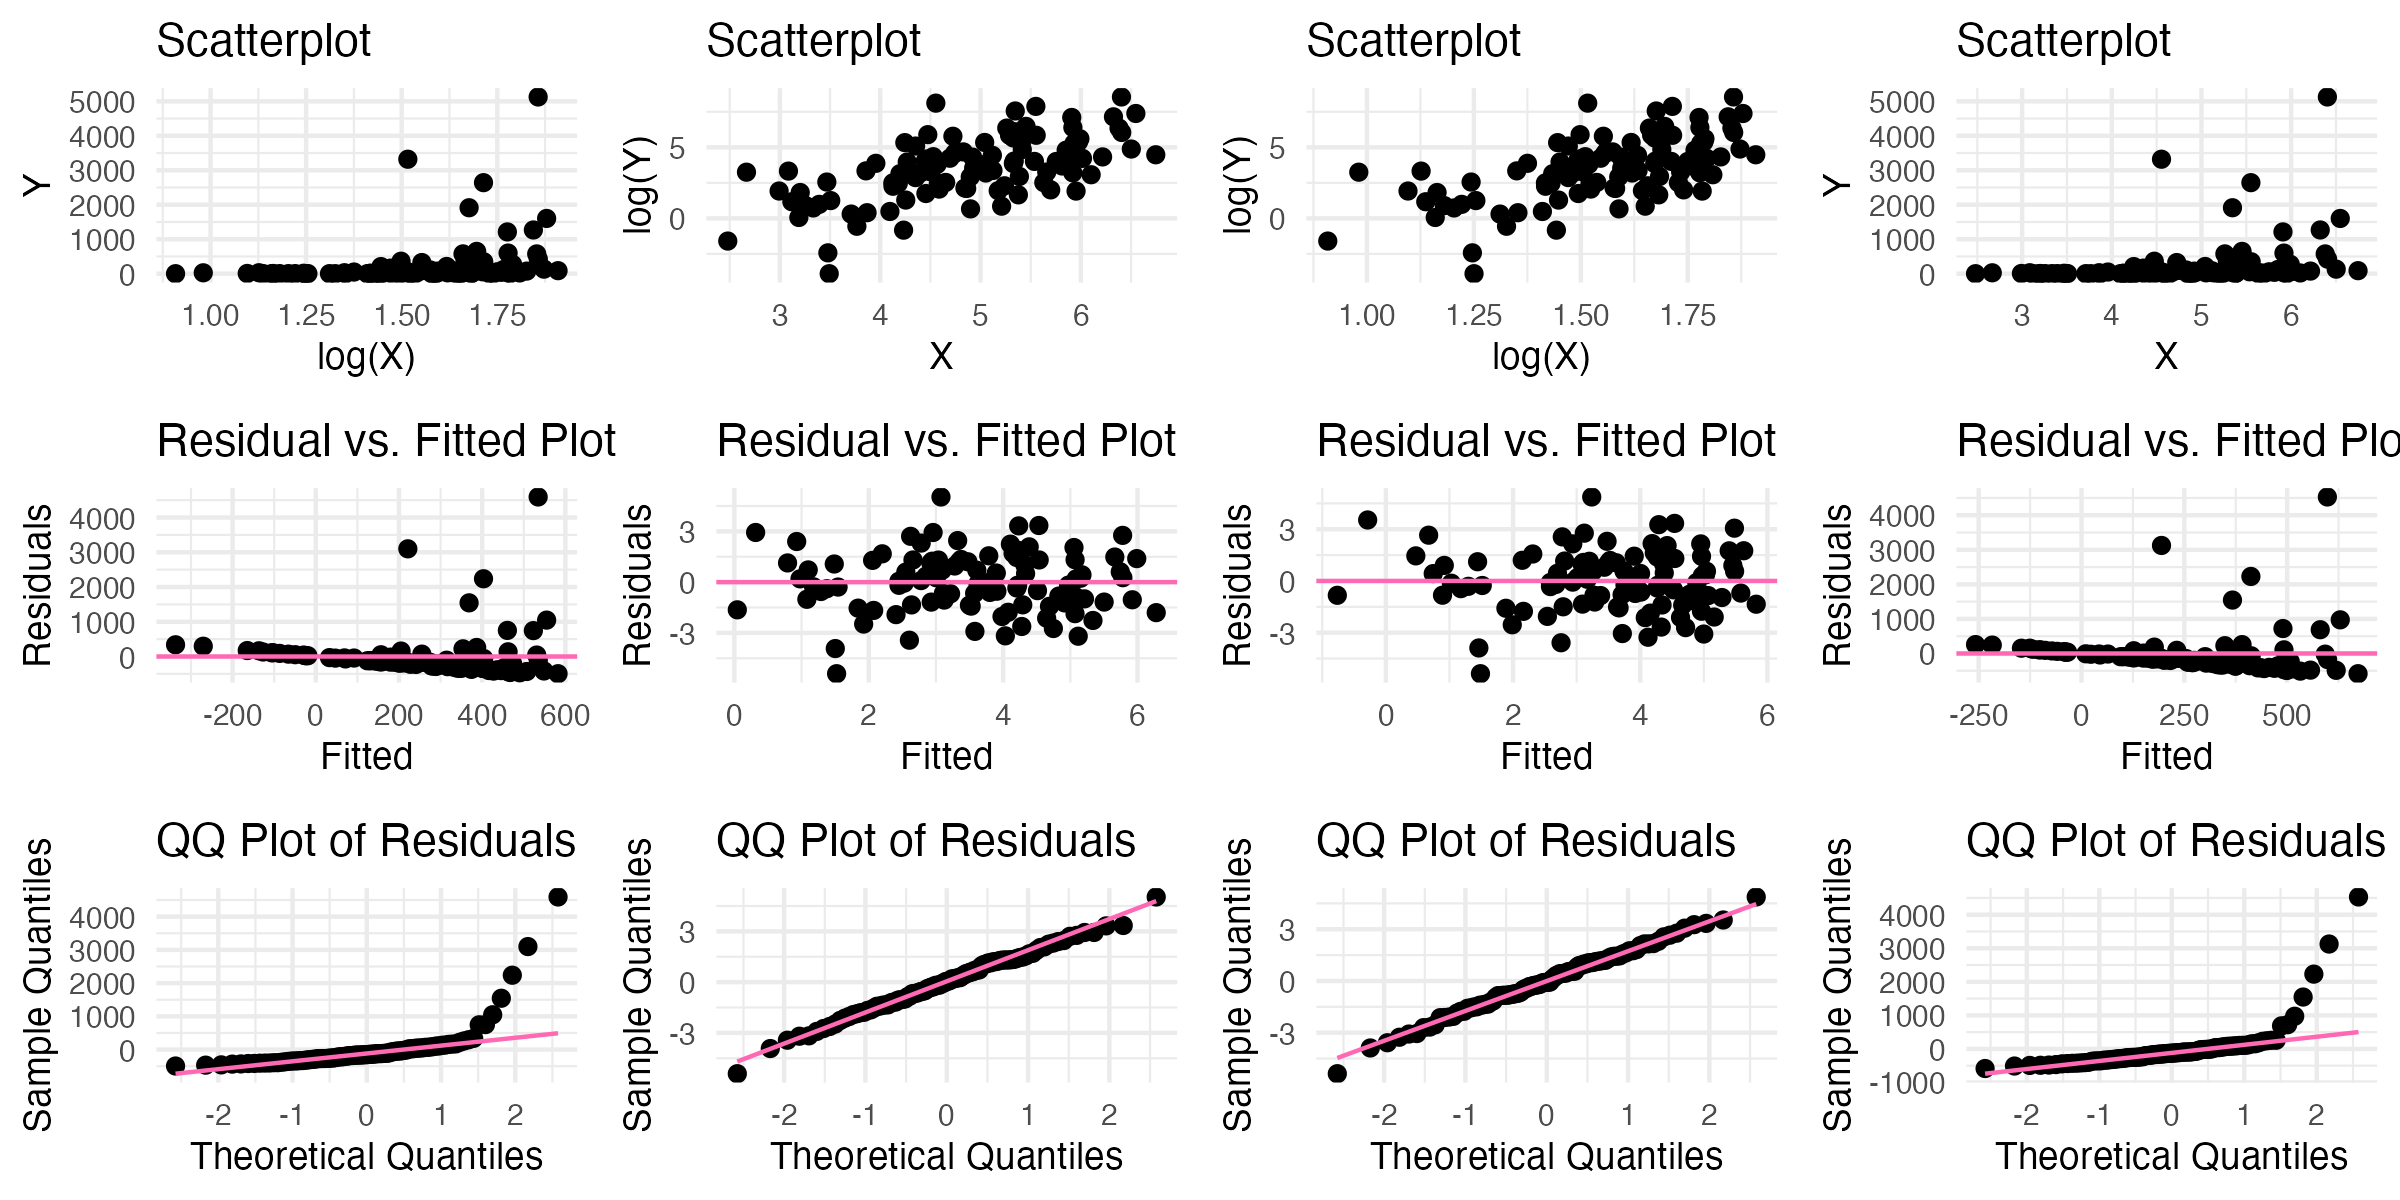 Scatterplot
Y
5000
4000
3000
2000
1000
0
1.00 1.25 1.50 1.75
log(X)
Scatterplot
log(Y)
5
0
3 4 5 6
X
Scatterplot
log(Y)
5
0
1.00 1.25 1.50 1.75
log(X)
Scatterplot
Y
5000
4000
3000
2000
1000
0
3 4 5 6
X
Residual vs. Fitted Plot
Residuals
4000
3000
2000
1000
0
-200 0 200 400 600
Fitted
Residual vs. Fitted Plot
Residuals
3
0
-3
0 2 4 6
Fitted
Residual vs. Fitted Plot
Residuals
3
0
-3
0 2 4 6
Fitted
Residual vs. Fitted Plo
Residuals
4000
3000
2000
1000
0
-250 0 250 500
Fitted
QQ Plot of Residuals
Sample Quantiles
4000
3000
2000
1000
0
-2 -1 0 1 2
Theoretical Quantiles
QQ Plot of Residuals
Sample Quantiles
3
0
-3
-2 -1 0 1 2
Theoretical Quantiles
QQ Plot of Residuals
Sample Quantiles
3
0
-3
-2 -1 0 1 2
Theoretical Quantiles
QQ Plot of Residuals
Sample Quantiles
4000
3000
2000
1000
0
-1000
-2 -1 0 1 2
Theoretical Quantiles